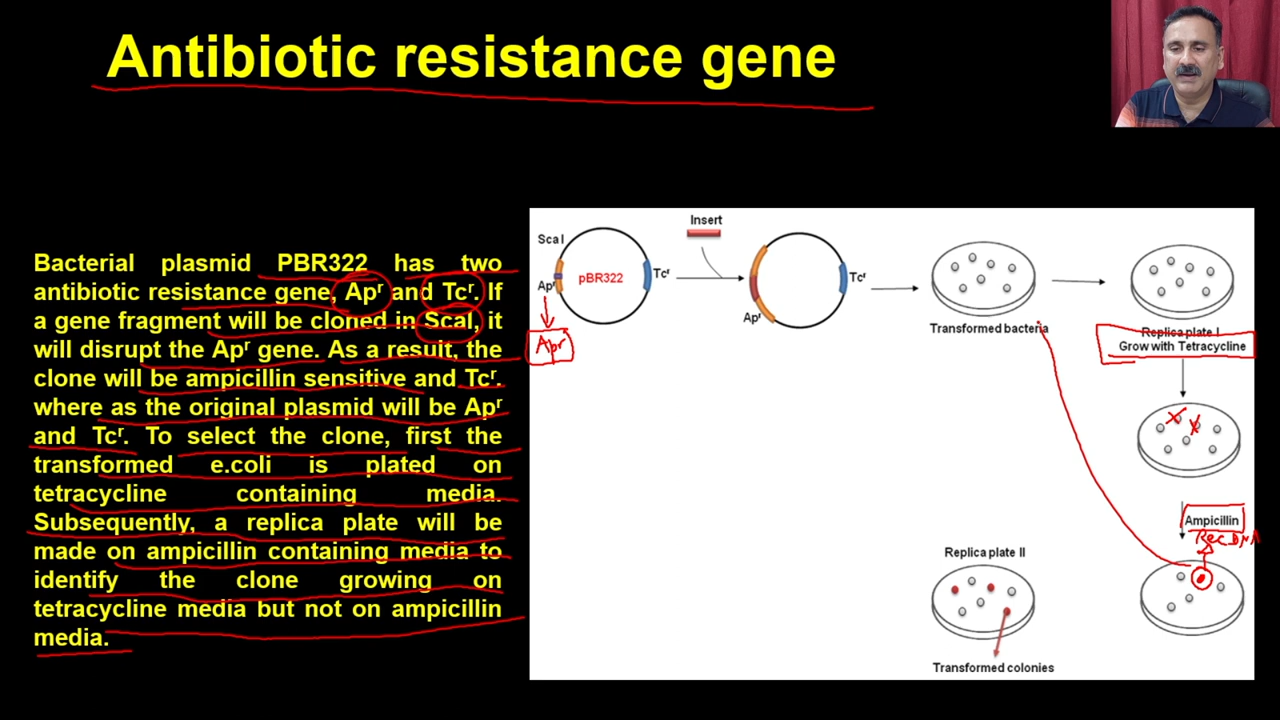 Antibiotic resistance gene
Bacterial plasmid PBR322 has two
antibiotic resistance gene, Apʳ and Tcʳ. If
a gene fragment will be cloned in ScaI, it
will disrupt the Apʳ gene. As a result, the
clone will be ampicillin sensitive and Tcʳ.
where as the original plasmid will be Apʳ
and Tcʳ. To select the clone, first the
transformed e.coli is plated on
tetracycline containing media.
Subsequently, a replica plate will be
made on ampicillin containing media to
identify the clone growing on
tetracycline media but not on ampicillin
media.
Insert
Sca I
Apʳ
pBR322
Tcʳ
Apr
Tcʳ
Apʳ
Transformed bacteria
Replica plate I
Grow with Tetracycline
Ampicillin
Rec DNA
Replica plate II
Transformed colonies